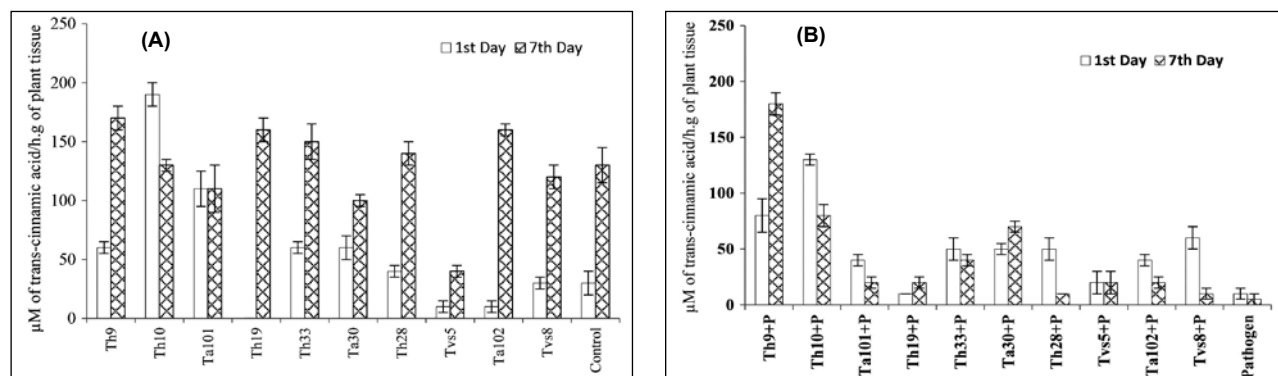 (A)
1st Day 7th Day
µM of trans-cinnamic acid/h.g of plant tissue
250
200
150
100
50
0
Th9 Th10 Ta101 Th19 Th33 Ta30 Th28 Tvs5 Ta102 Tvs8 Control
(B)
1st Day 7th Day
µM of trans-cinnamic acid/h.g of plant tissue
250
200
150
100
50
0
Th9+P Th10+P Ta101+P Th19+P Th33+P Ta30+P Th28+P Tvs5+P Ta102+P Tvs8+P Pathogen